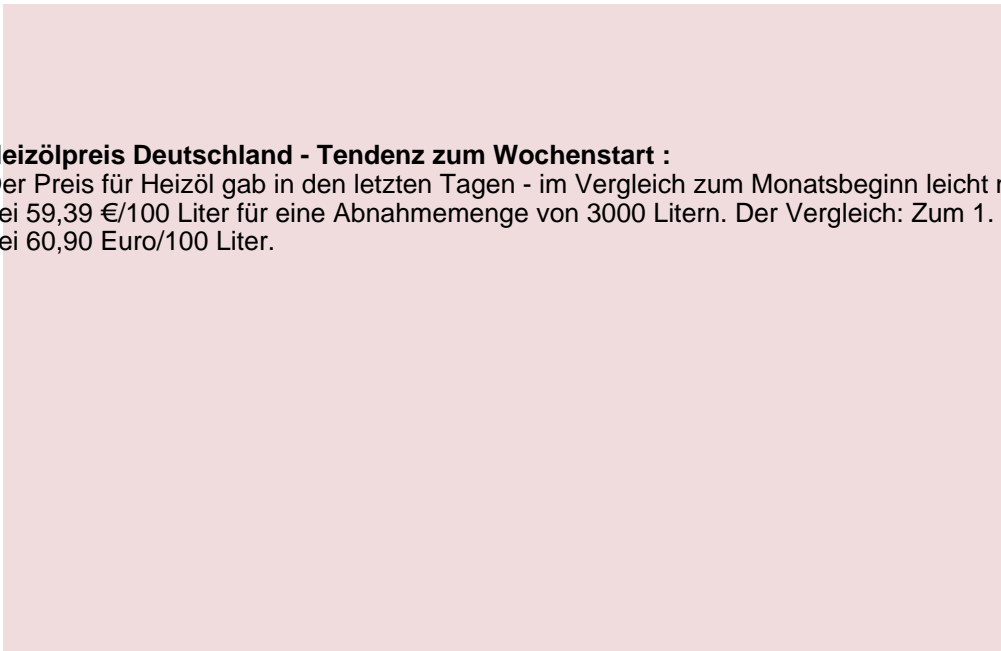 eizölpreis Deutschland - Tendenz zum Wochenstart :
er Preis für Heizöl gab in den letzten Tagen - im Vergleich zum Monatsbeginn leicht
ei 59,39 €/100 Liter für eine Abnahmemenge von 3000 Litern. Der Vergleich: Zum 1.
ei 60,90 Euro/100 Liter.